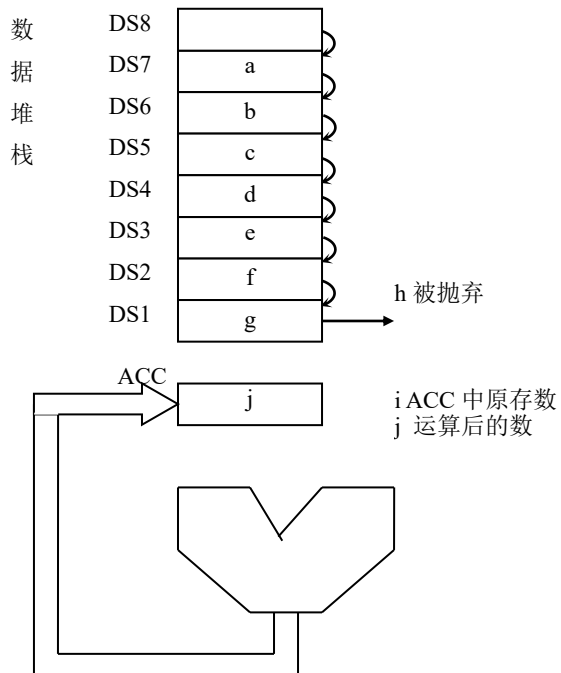 数据堆栈
DS8
DS7 a
DS6 b
DS5 c
DS4 d
DS3 e
DS2 f
DS1 g
h 被抛弃
ACC
j
i ACC 中原存数
j 运算后的数